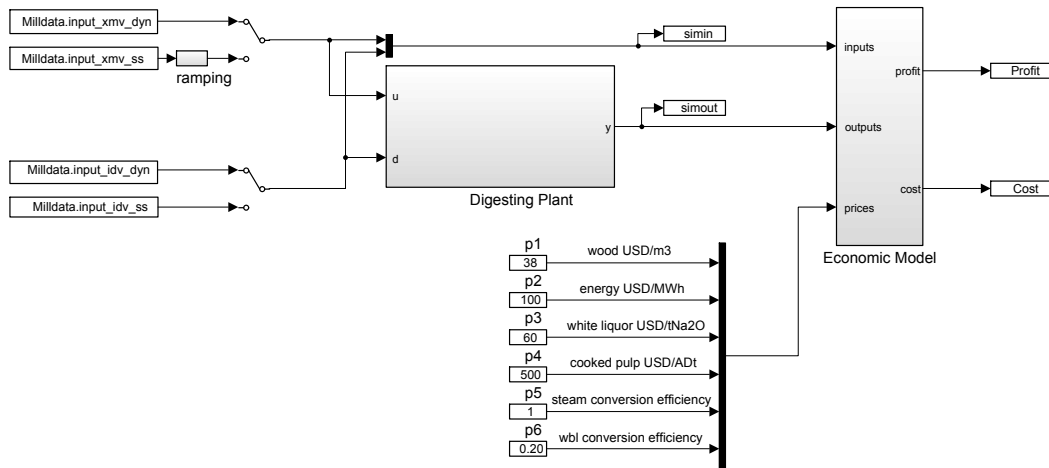 Milldata.input_xmv_dyn
Milldata.input_xmv_ss
ramping
simin
inputs
profit
Profit
u
y
simout
outputs
d
Milldata.input_idv_dyn
Milldata.input_idv_ss
Digesting Plant
cost
Cost
prices
Economic Model
p1
38
wood USD/m3
p2
100
energy USD/MWh
p3
60
white liquor USD/tNa2O
p4
500
cooked pulp USD/ADt
p5
1
steam conversion efficiency
p6
0.20
wbl conversion efficiency